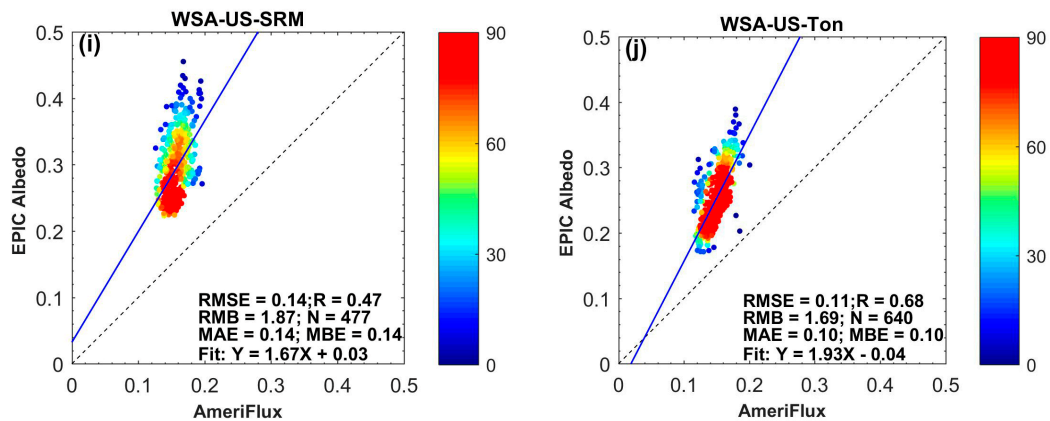 WSA-US-SRM
(i)
0.5
0.4
0.3
0.2
0.1
0
EPIC Albedo
RMSE = 0.14;R = 0.47
RMB = 1.87; N = 477
MAE = 0.14; MBE = 0.14
Fit: Y = 1.67X + 0.03
0 0.1 0.2 0.3 0.4 0.5
AmeriFlux
90
60
30
0
WSA-US-Ton
(j)
0.5
0.4
0.3
0.2
0.1
0
EPIC Albedo
RMSE = 0.11;R = 0.68
RMB = 1.69; N = 640
MAE = 0.10; MBE = 0.10
Fit: Y = 1.93X - 0.04
0 0.1 0.2 0.3 0.4 0.5
AmeriFlux
90
60
30
0